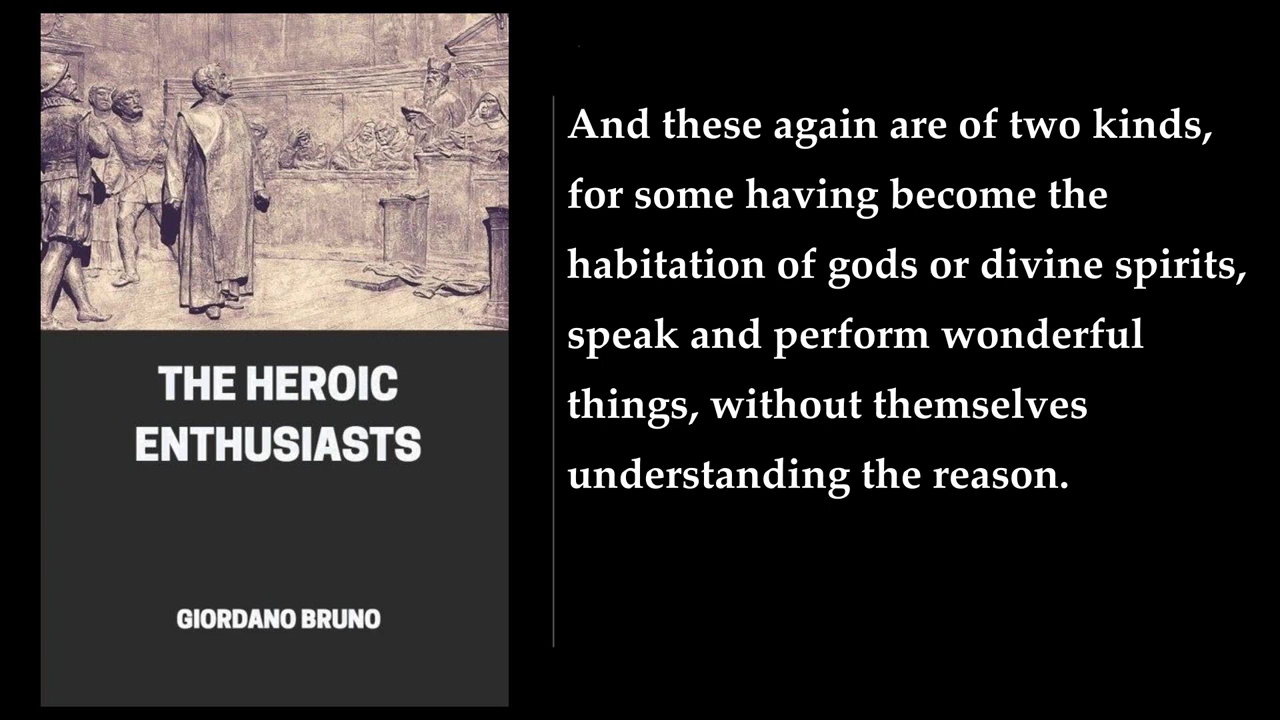 THE HEROIC
ENTHUSIASTS
GIORDANO BRUNO
And these again are of two kinds,
for some having become the
habitation of gods or divine spirits,
speak and perform wonderful
things, without themselves
understanding the reason.